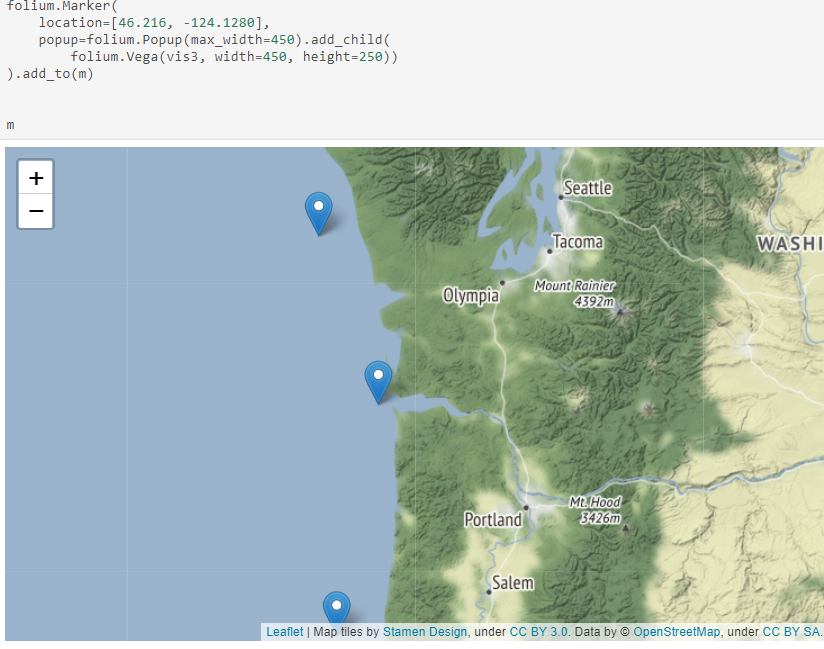 folium.Marker(
    location=[46.216, -124.1280],
    popup=folium.Popup(max_width=450).add_child(
        folium.Vega(vis3, width=450, height=250))
).add_to(m)
m
+
−
Seattle
Tacoma
WASHI
Olympia
Mount Rainier
4392m
Mt. Hood
3426m
Portland
Salem
Leaflet | Map tiles by Stamen Design, under CC BY 3.0. Data by © OpenStreetMap, under CC BY SA.